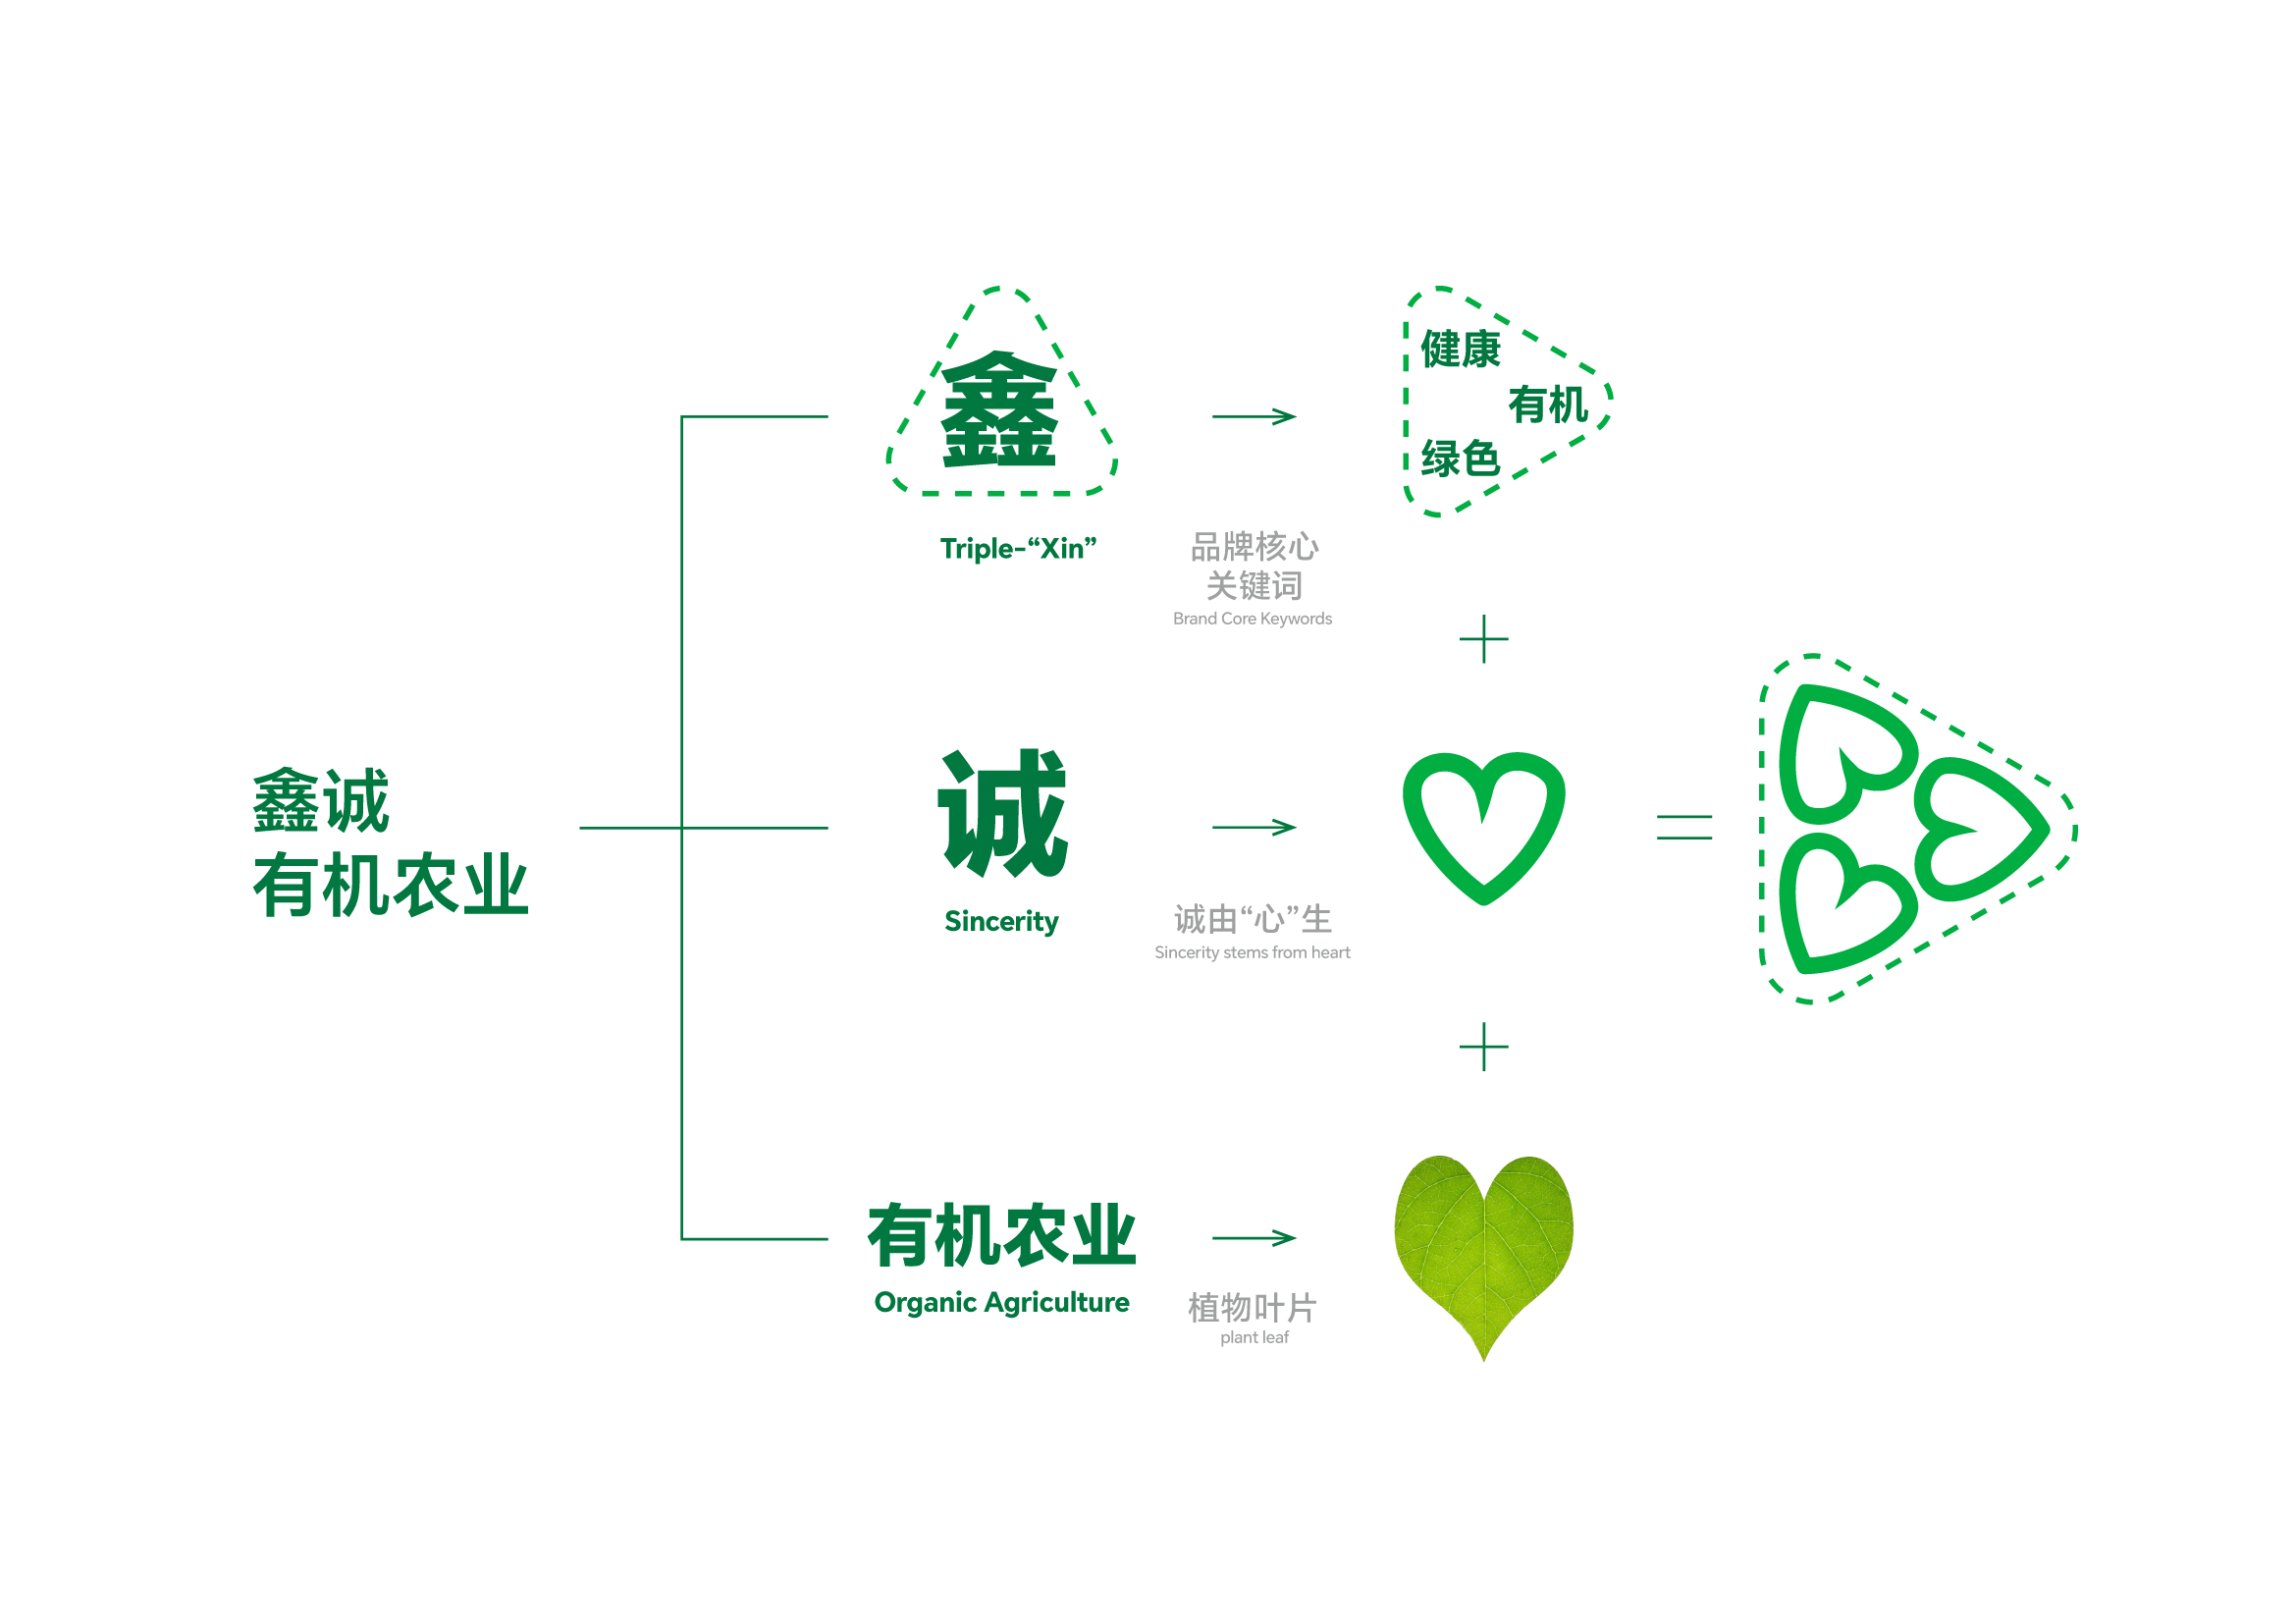 鑫诚
有机农业
鑫
Triple-“Xin”
品牌核心
关键词
Brand Core Keywords
健康
有机
绿色
诚
Sincerity
诚由“心”生
Sincerity stems from heart
有机农业
Organic Agriculture
植物叶片
plant leaf